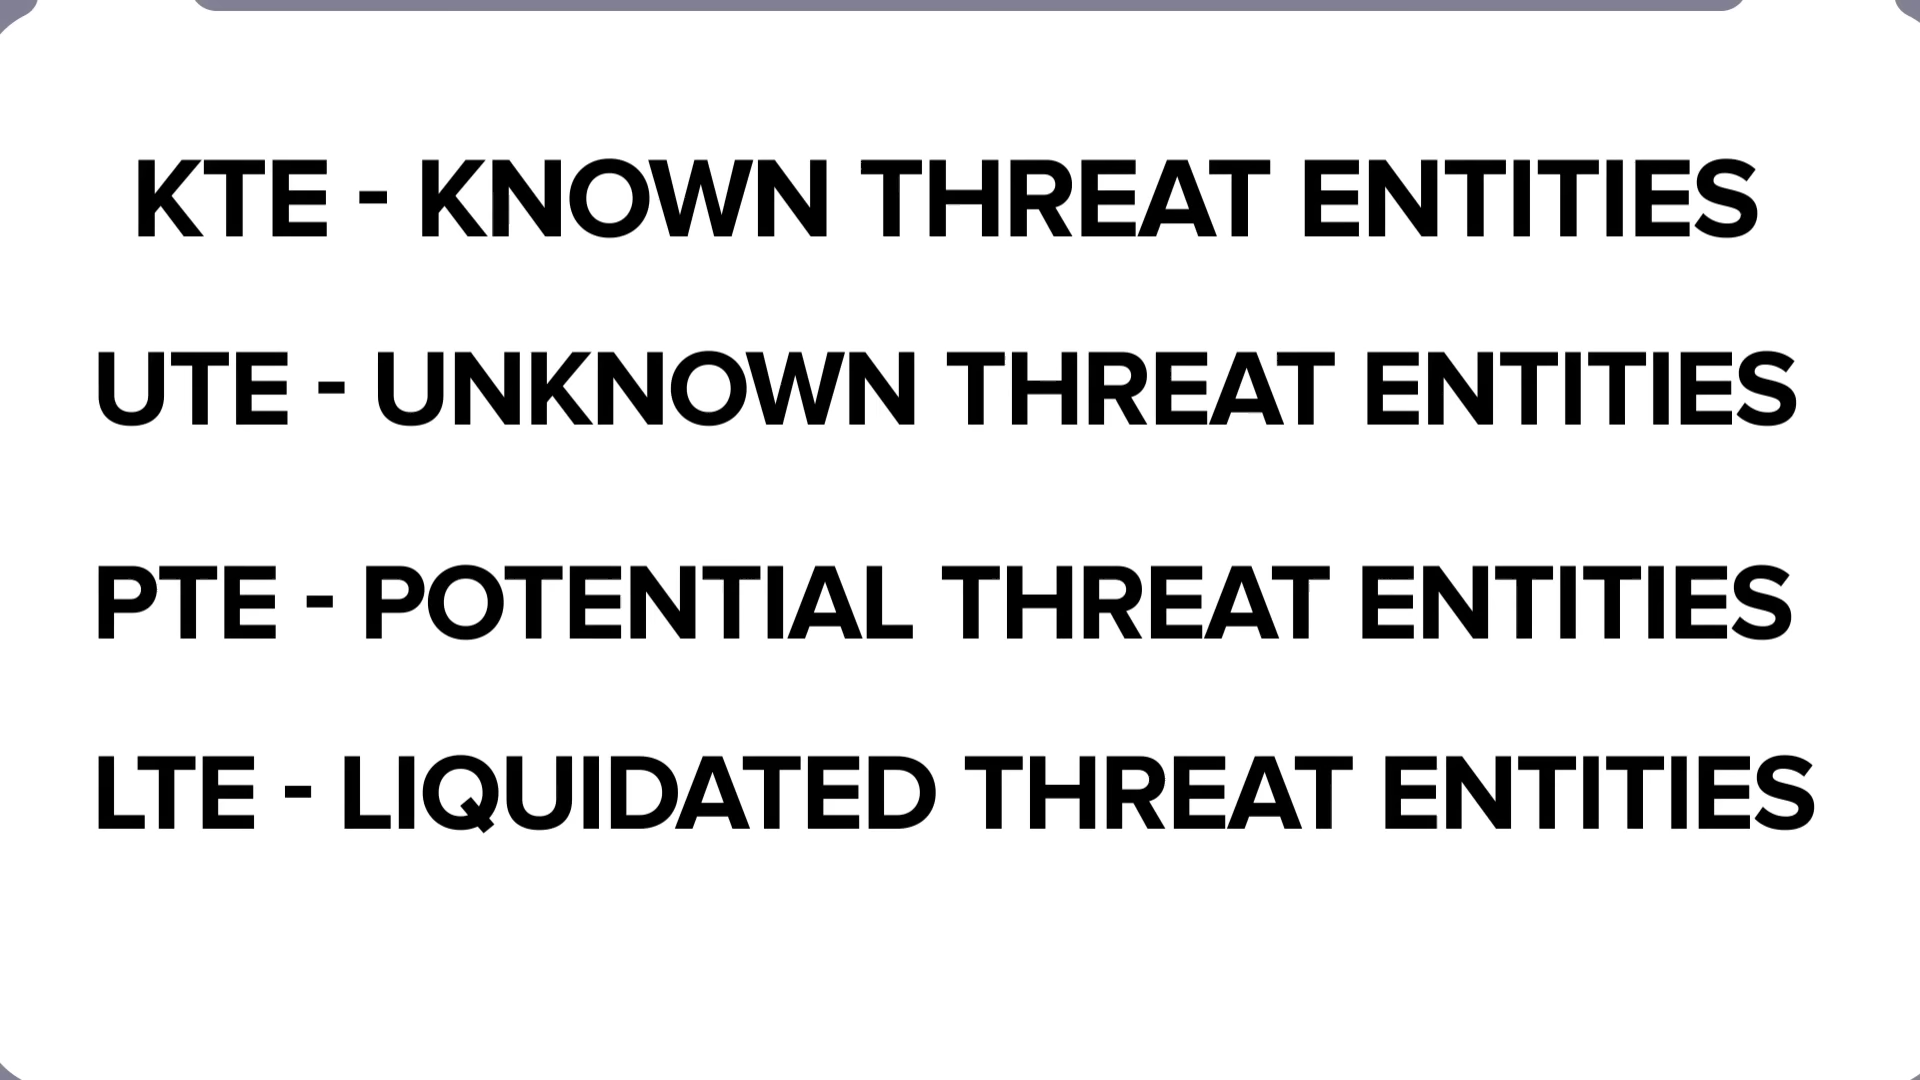 KTE - KNOWN THREAT ENTITIES
UTE - UNKNOWN THREAT ENTITIES
PTE - POTENTIAL THREAT ENTITIES
LTE - LIQUIDATED THREAT ENTITIES